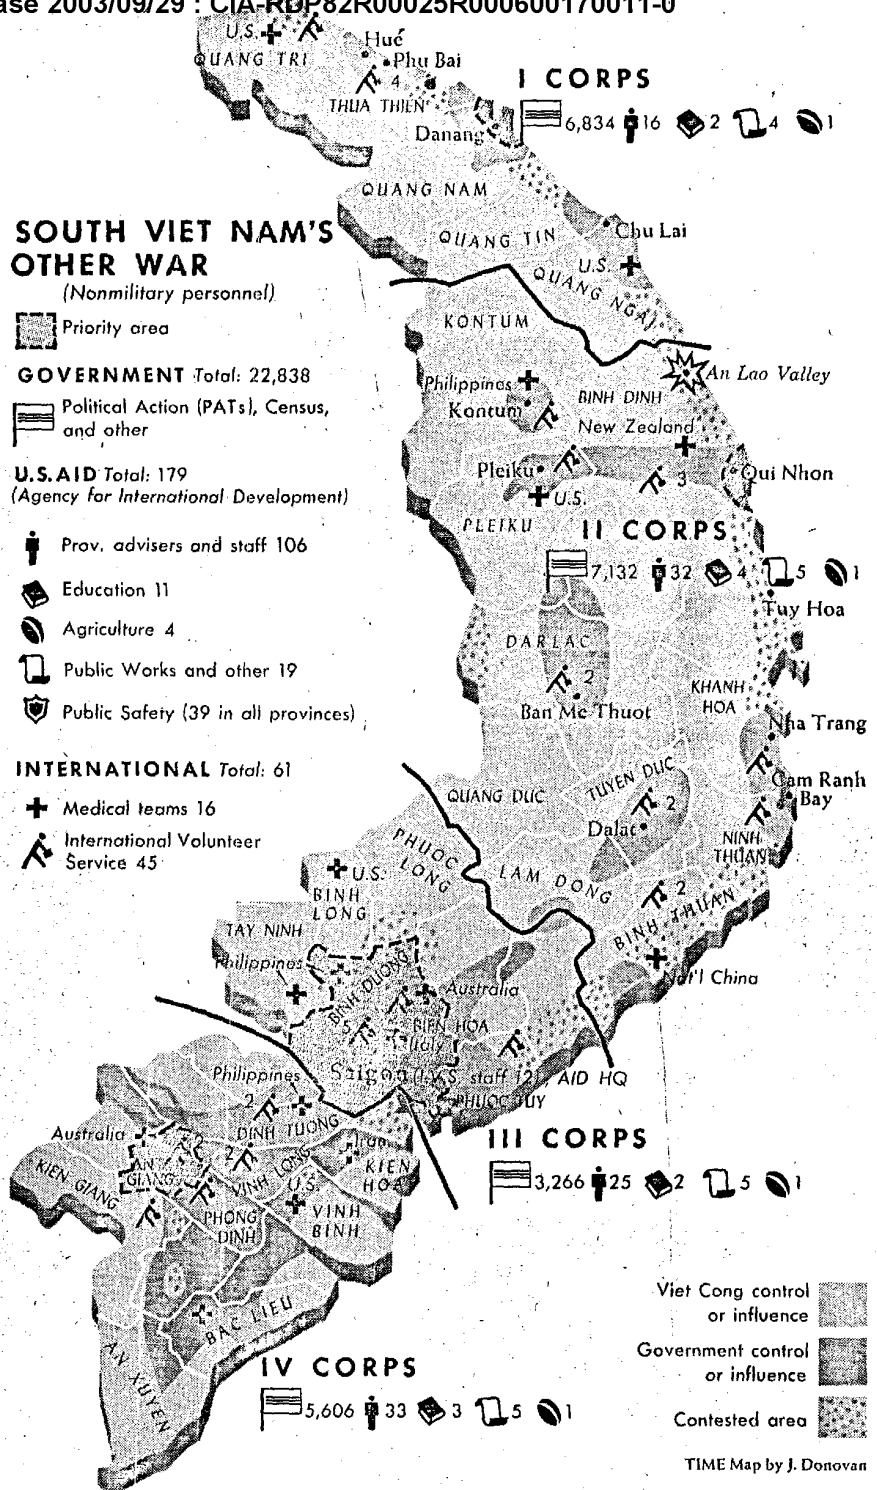 ase 2003/09/29 : CIA-RDP82R00025R000600170011-0
U.S.
QUANG TRI
Hué
Phu Bai
4
THUA THIEN
Danang
I CORPS
6,834 16 2 4 1
QUANG NAM
QUANG TIN
Chu Lai
U.S.
QUANG NGAI
SOUTH VIET NAM'S
OTHER WAR
(Nonmilitary personnel)
Priority area
GOVERNMENT Total: 22,838
Political Action (PATs), Census,
and other
U.S.AID Total: 179
(Agency for International Development)
Prov. advisers and staff 106
Education 11
Agriculture 4
Public Works and other 19
Public Safety (39 in all provinces)
INTERNATIONAL Total: 61
Medical teams 16
International Volunteer
Service 45
KONTUM
An Lao Valley
Philippines
Kontum
BINH DINH
New Zealand
Pleiku
3
Qui Nhon
U.S.
PLEIKU
II CORPS
7,132 32 4 5 1
Tuy Hoa
DARLAC
2
Ban Me Thuot
KHANH
HOA
Nha Trang
QUANG DUC
TUYEN DUC
Cam Ranh
Bay
2
Dalat
NINH
THUAN
PHUOC
LONG
LAM DONG
2
BINH THUAN
Nat'l China
U.S.
BINH
LONG
TAY NINH
Philippines
BINH DUONG
Australia
5
BIEN HOA
Italy
Saigon (U.S. staff 12), AID HQ
PHUOC TUY
III CORPS
3,266 25 2 5 1
Philippines
2
DINH TUONG
Australia
2
2
Iran
KIEN
HOA
AN
GIANG
KIEN GIANG
VINH LONG
U.S.
PHONG
DINH
VINH
BINH
BAC LIEU
AN XUYEN
IV CORPS
5,606 33 3 5 1
Viet Cong control
or influence
Government control
or influence
Contested area
TIME Map by J. Donovan